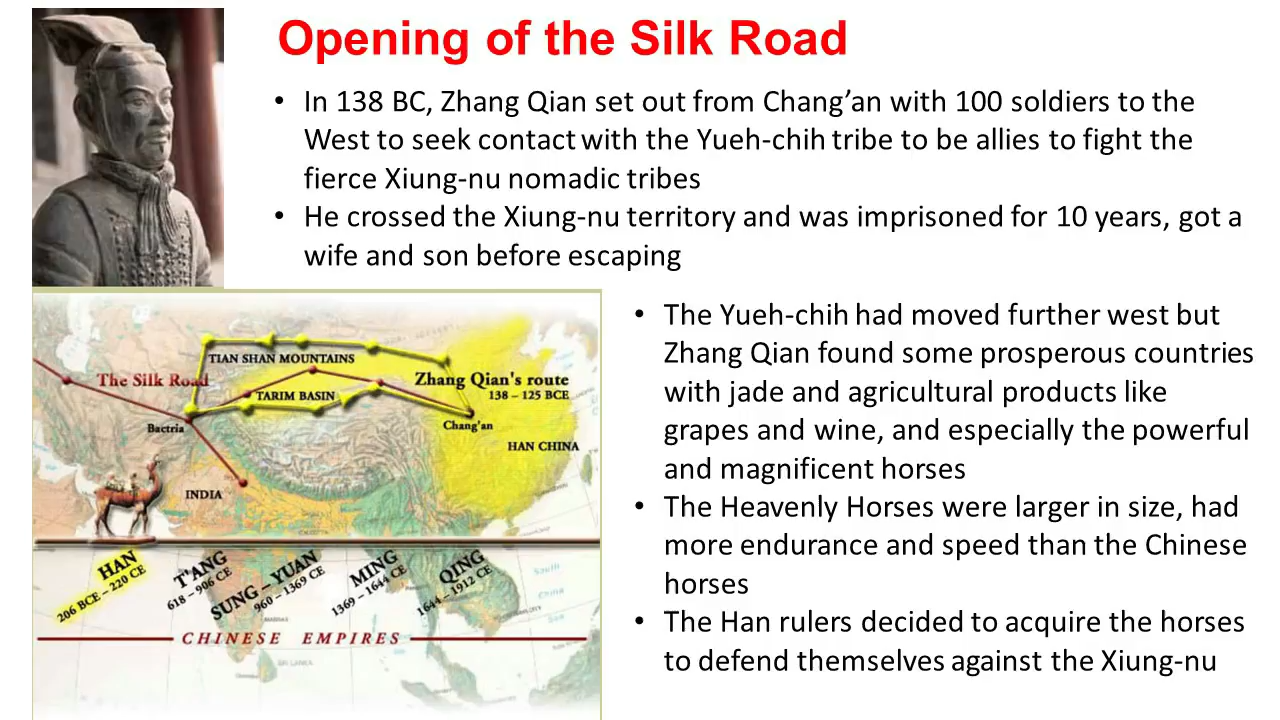 Opening of the Silk Road
• In 138 BC, Zhang Qian set out from Chang’an with 100 soldiers to the
West to seek contact with the Yueh-chih tribe to be allies to fight the
fierce Xiung-nu nomadic tribes
• He crossed the Xiung-nu territory and was imprisoned for 10 years, got a
wife and son before escaping
• The Yueh-chih had moved further west but
Zhang Qian found some prosperous countries
with jade and agricultural products like
grapes and wine, and especially the powerful
and magnificent horses
• The Heavenly Horses were larger in size, had
more endurance and speed than the Chinese
horses
• The Han rulers decided to acquire the horses
to defend themselves against the Xiung-nu
TIAN SHAN MOUNTAINS
The Silk Road
Zhang Qian's route
138 – 125 BCE
TARIM BASIN
Bactria
Chang'an
HAN CHINA
INDIA
HAN
206 BCE – 220 CE
T'ANG
618 – 906 CE
SUNG – YUAN
960 – 1369 CE
MING
1369 – 1644 CE
QING
1644 – 1912 CE
South
China
Sea
SRI LANKA
CHINESE EMPIRES